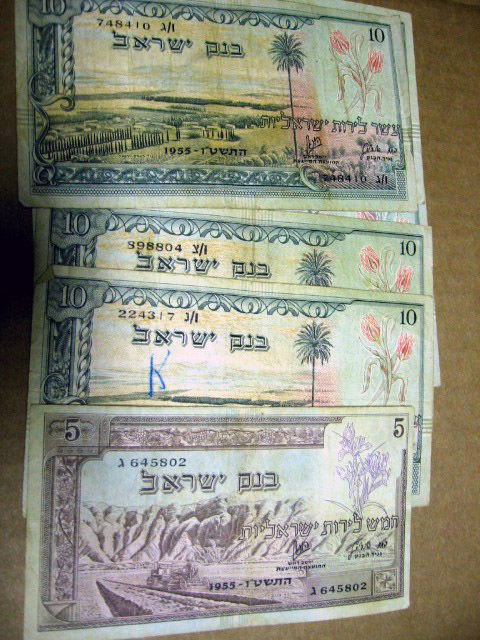 748410 ו/ג
10
בנק ישראל
עשר לירות ישראליות
התשט"ו - 1955
748410 ו/ג
10
898804 ו/צ
10
בנק ישראל
10
224317 ו/ג
10
בנק ישראל
K
5
5
ג 645802
בנק ישראל
חמש לירות ישראליות
התשט"ו - 1955
ג 645802